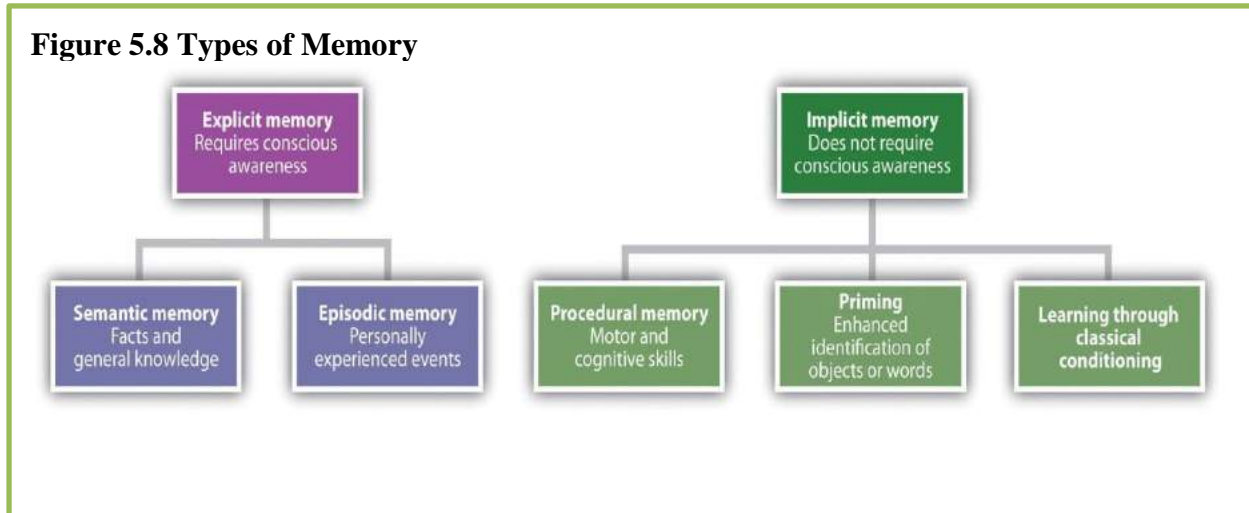 Figure 5.8 Types of Memory
Explicit memory
Requires conscious
awareness
Implicit memory
Does not require
conscious awareness
Semantic memory
Facts and
general knowledge
Episodic memory
Personally
experienced events
Procedural memory
Motor and
cognitive skills
Priming
Enhanced
identification of
objects or words
Learning through
classical
conditioning